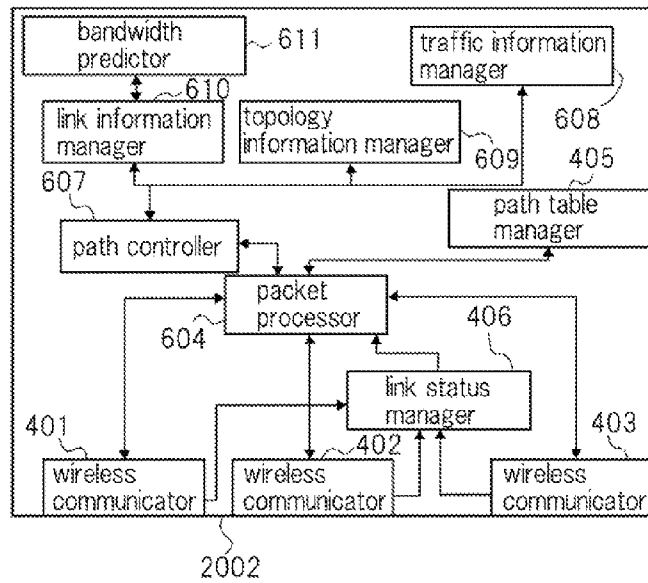 bandwidth
predictor
611
traffic information
manager
608
610
link information
manager
topology
information manager
609
405
607
path table
manager
path controller
packet
processor
604
406
link status
manager
401
402
403
wireless
communicator
wireless
communicator
wireless
communicator
2002